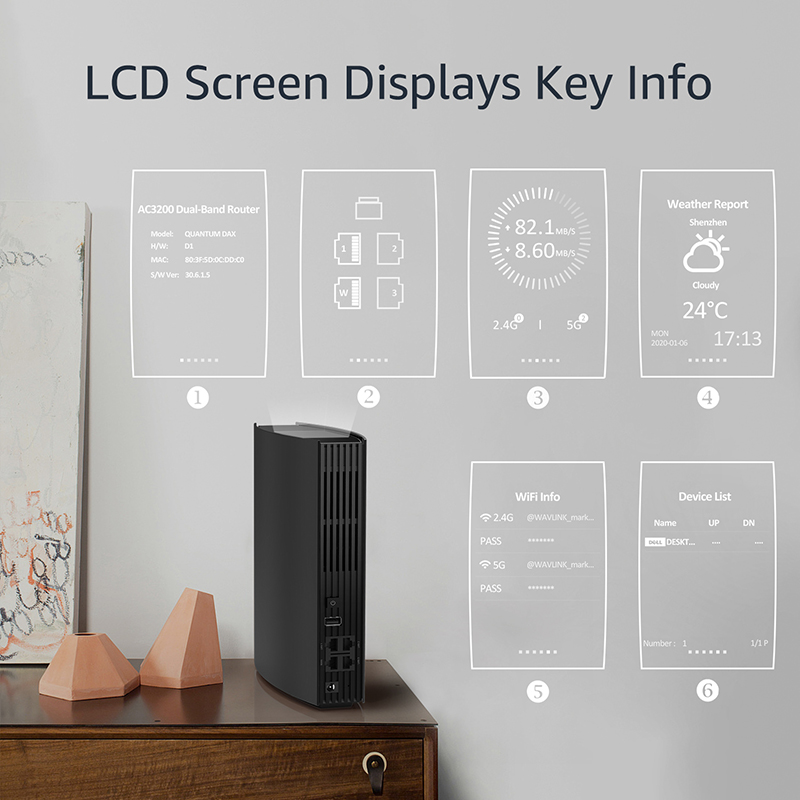 LCD Screen Displays Key Info
AC3200 Dual-Band Router
Model: QUANTUM DAX
H/W: D1
MAC: 80:3F:5D:0C:DD:C0
S/W Ver: 30.6.1.5
1
1 2
W 3
2
82.1 MB/S
8.60 MB/S
2.4G 0 | 5G 2
3
Weather Report
Shenzhen
Cloudy
24°C
MON
2020-01-06 17:13
4
WiFi Info
2.4G @WAVLINK_mark...
PASS *******
5G @WAVLINK_mark...
PASS *******
5
Device List
Name UP DN
DELL DESKT... ---- ----
Number : 1 1/1 P
6